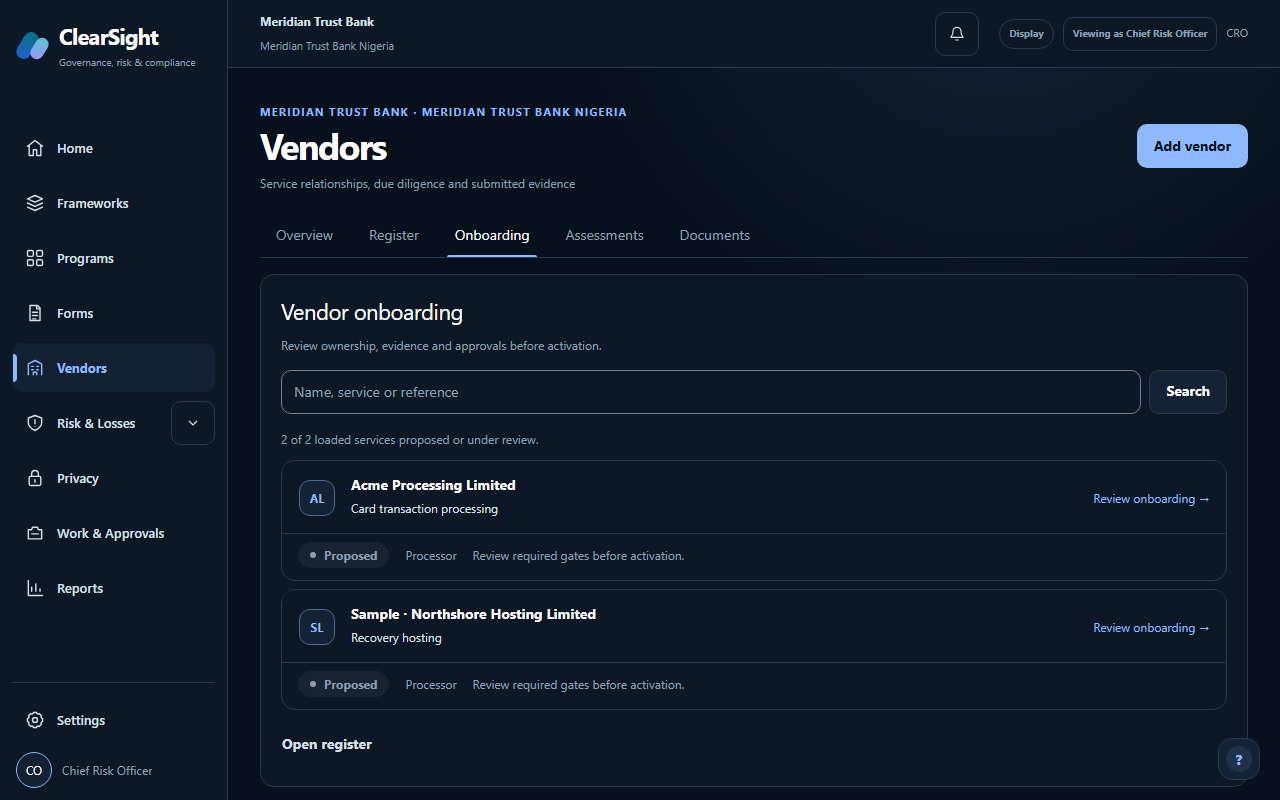 ClearSight
Governance, risk & compliance
Home
Frameworks
Programs
Forms
Vendors
Risk & Losses
Privacy
Work & Approvals
Reports
Settings
CO
Chief Risk Officer
Meridian Trust Bank
Meridian Trust Bank Nigeria
Display
Viewing as Chief Risk Officer
CRO
MERIDIAN TRUST BANK · MERIDIAN TRUST BANK NIGERIA
Vendors
Service relationships, due diligence and submitted evidence
Add vendor
Overview
Register
Onboarding
Assessments
Documents
Vendor onboarding
Review ownership, evidence and approvals before activation.
Name, service or reference
Search
2 of 2 loaded services proposed or under review.
AL
Acme Processing Limited
Card transaction processing
Review onboarding →
Proposed
Processor
Review required gates before activation.
SL
Sample · Northshore Hosting Limited
Recovery hosting
Review onboarding →
Proposed
Processor
Review required gates before activation.
Open register
?